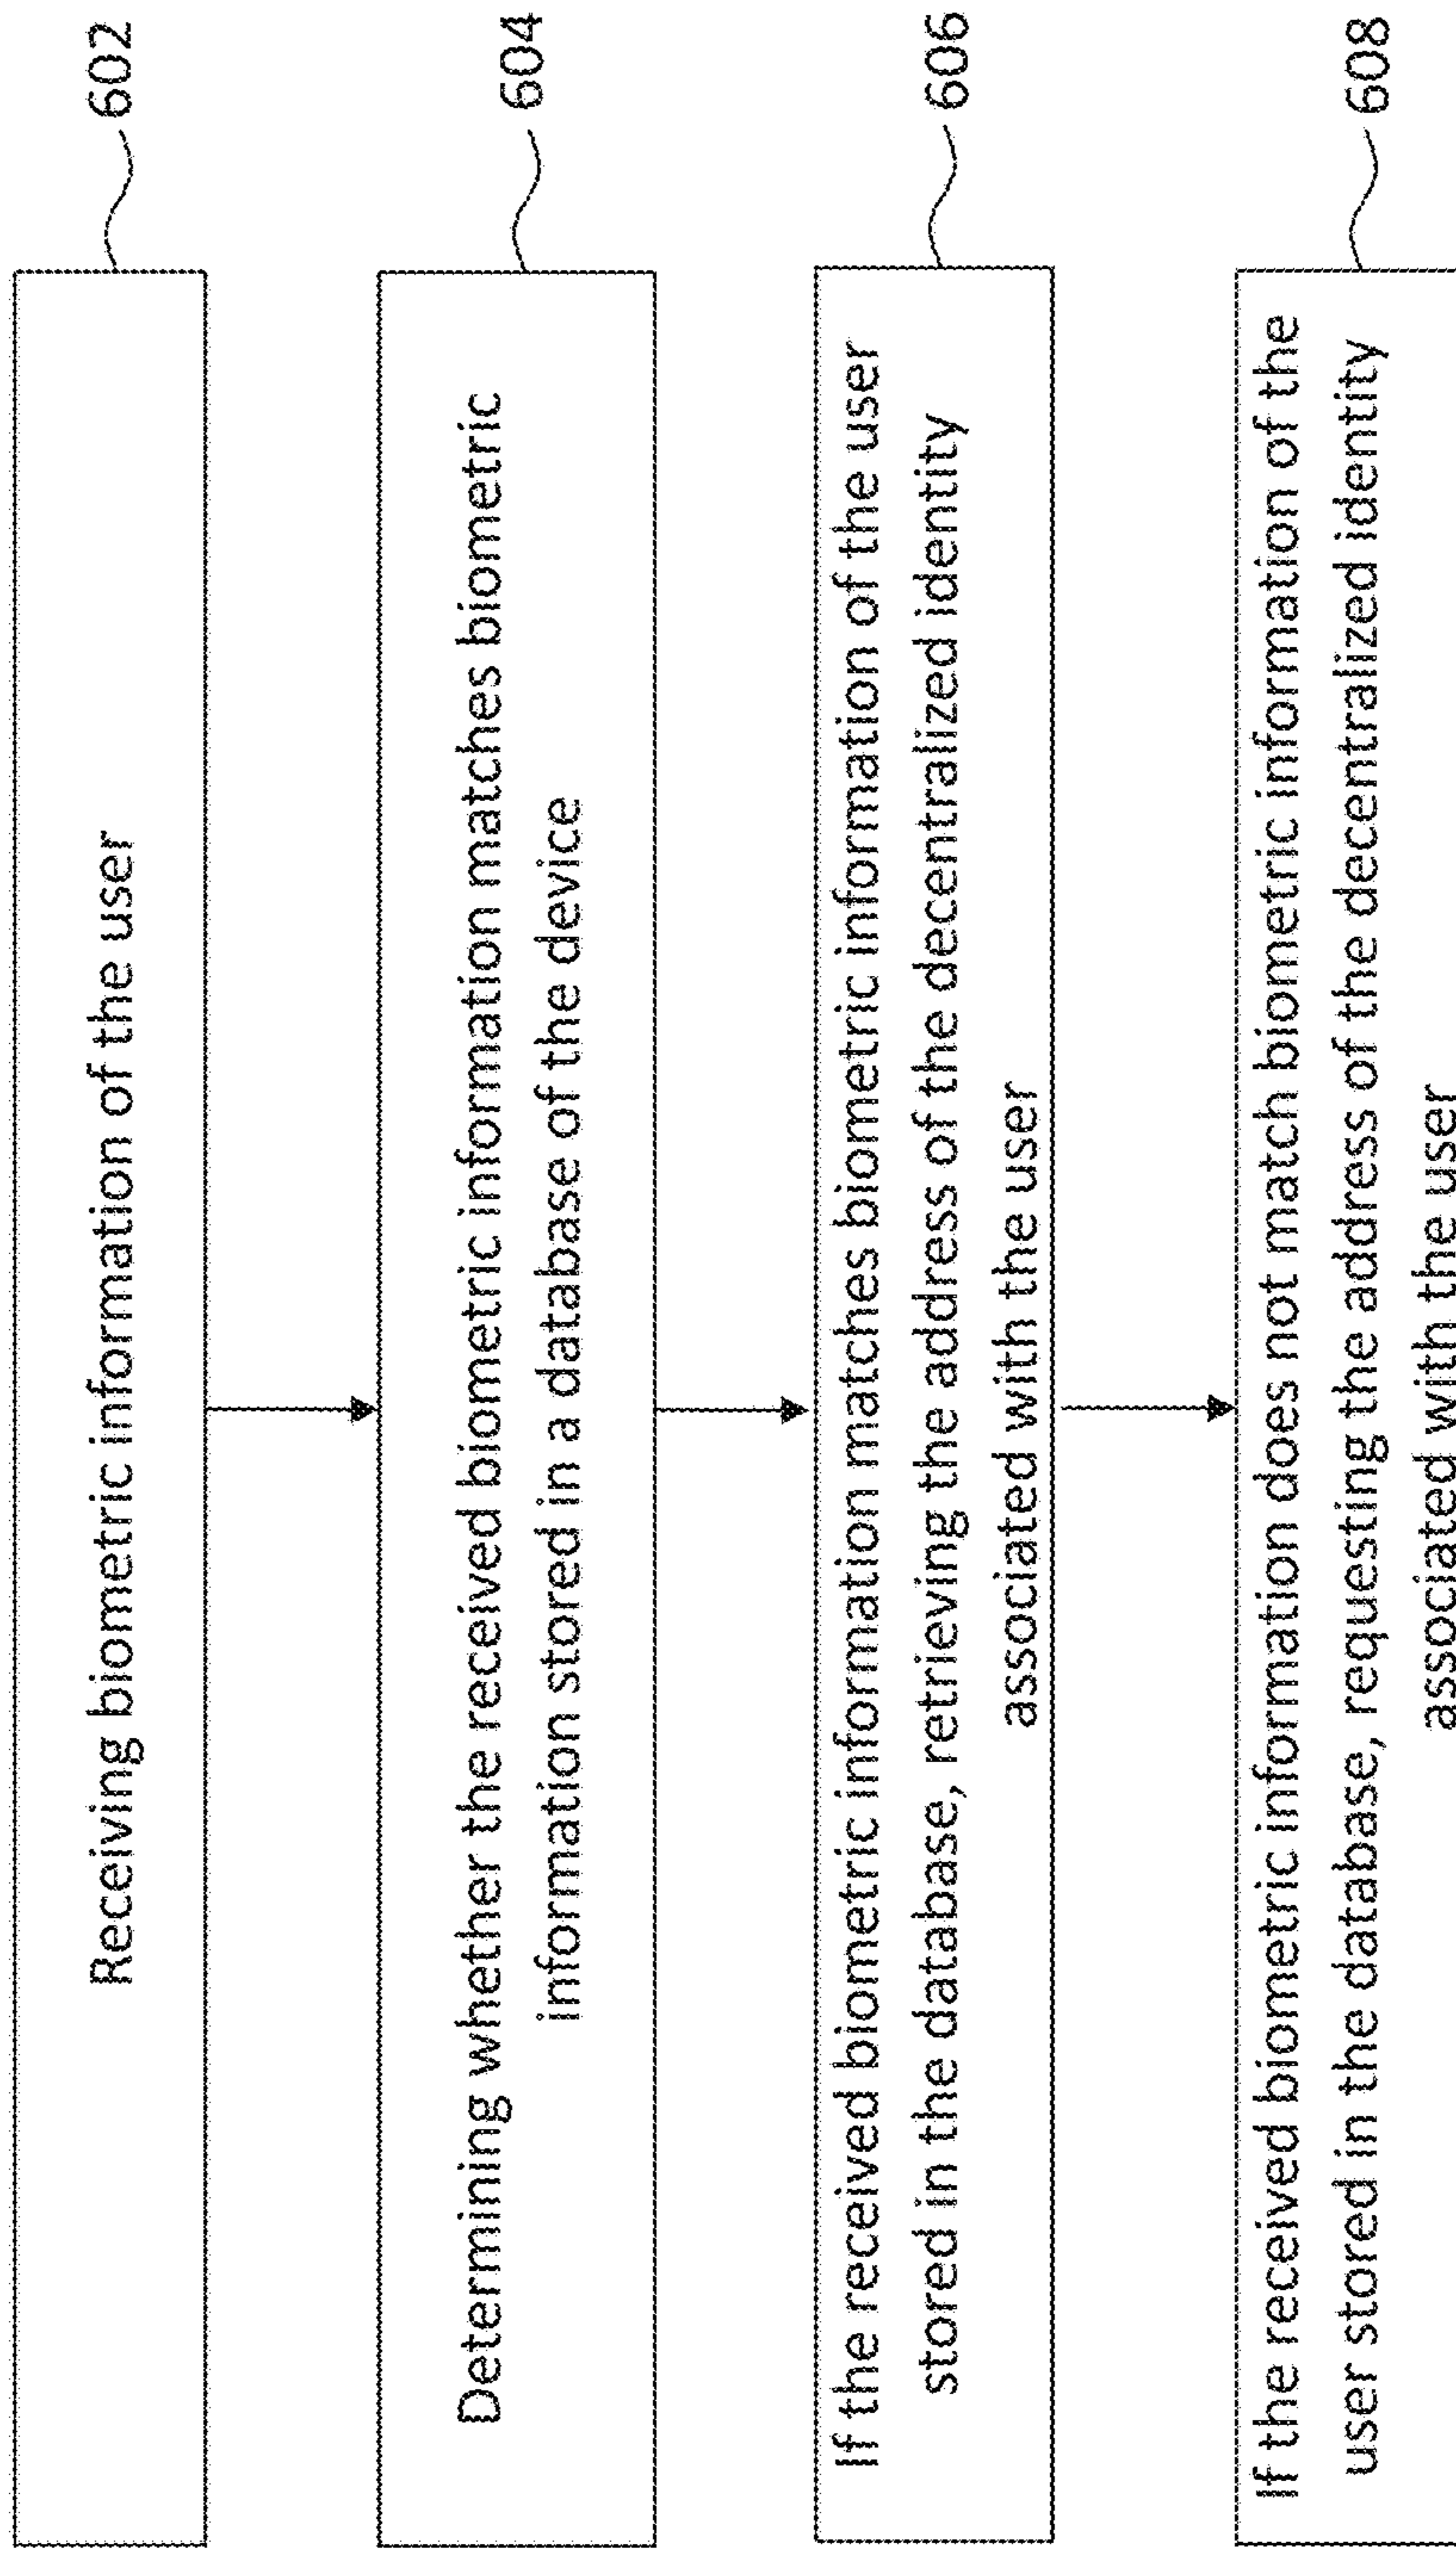 Receiving biometric information of the user
602
Determining whether the received biometric information matches biometric
information stored in a database of the device
604
If the received biometric information matches biometric information of the user
stored in the database, retrieving the address of the decentralized identity
associated with the user
606
If the received biometric information does not match biometric information of the
user stored in the database, requesting the address of the decentralized identity
associated with the user
608